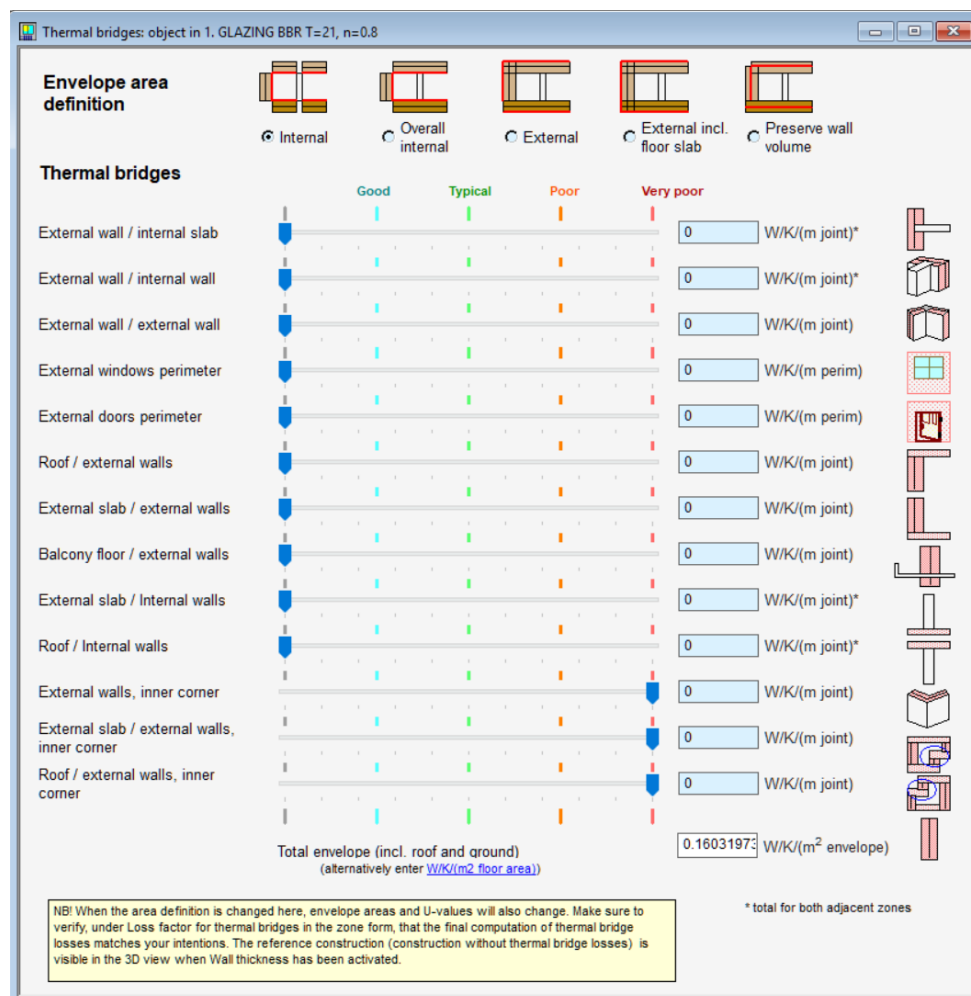 Thermal bridges: object in 1. GLAZING BBR T=21, n=0.8
Envelope area
definition
Internal
Overall
internal
External
External incl.
floor slab
Preserve wall
volume
Thermal bridges
Good Typical Poor Very poor
External wall / internal slab 0 W/K/(m joint)*
External wall / internal wall 0 W/K/(m joint)*
External wall / external wall 0 W/K/(m joint)
External windows perimeter 0 W/K/(m perim)
External doors perimeter 0 W/K/(m perim)
Roof / external walls 0 W/K/(m joint)
External slab / external walls 0 W/K/(m joint)
Balcony floor / external walls 0 W/K/(m joint)
External slab / Internal walls 0 W/K/(m joint)*
Roof / Internal walls 0 W/K/(m joint)*
External walls, inner corner 0 W/K/(m joint)
External slab / external walls,
inner corner 0 W/K/(m joint)
Roof / external walls, inner
corner 0 W/K/(m joint)
Total envelope (incl. roof and ground) 0.16031973 W/K/(m² envelope)
(alternatively enter W/K/(m2 floor area))
NB! When the area definition is changed here, envelope areas and U-values will also change. Make sure to
verify, under Loss factor for thermal bridges in the zone form, that the final computation of thermal bridge
losses matches your intentions. The reference construction (construction without thermal bridge losses) is
visible in the 3D view when Wall thickness has been activated.
* total for both adjacent zones